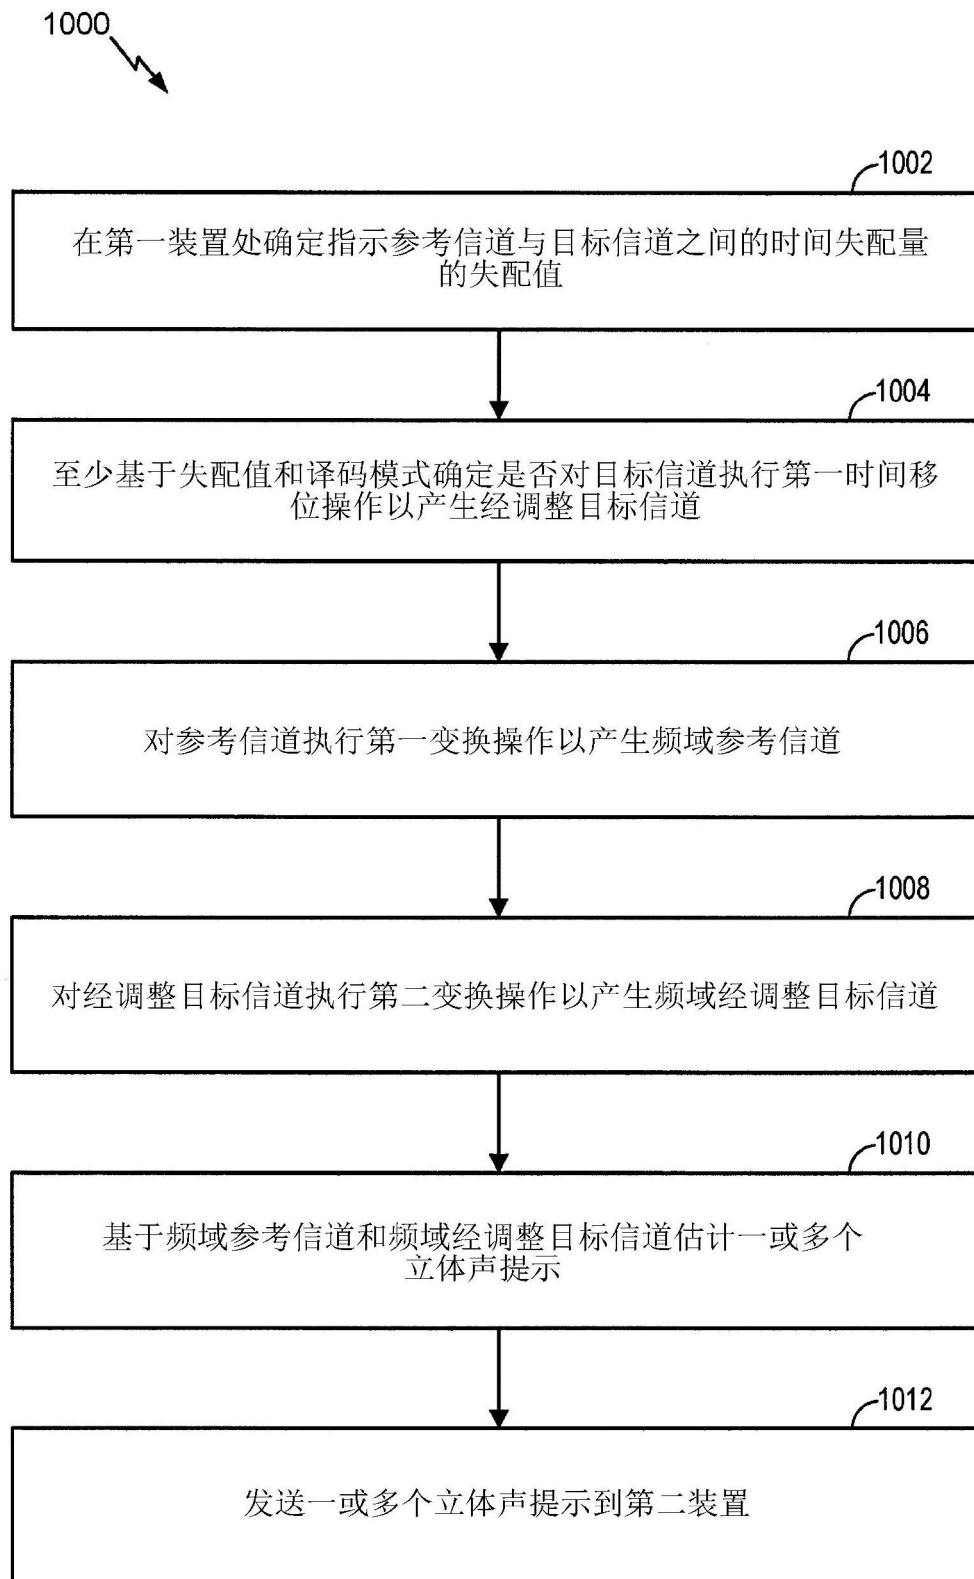 1000
1002
在第一装置处确定指示参考信道与目标信道之间的时间失配量
的失配值
1004
至少基于失配值和译码模式确定是否对目标信道执行第一时间移
位操作以产生经调整目标信道
1006
对参考信道执行第一变换操作以产生频域参考信道
1008
对经调整目标信道执行第二变换操作以产生频域经调整目标信道
1010
基于频域参考信道和频域经调整目标信道估计一或多个
立体声提示
1012
发送一或多个立体声提示到第二装置